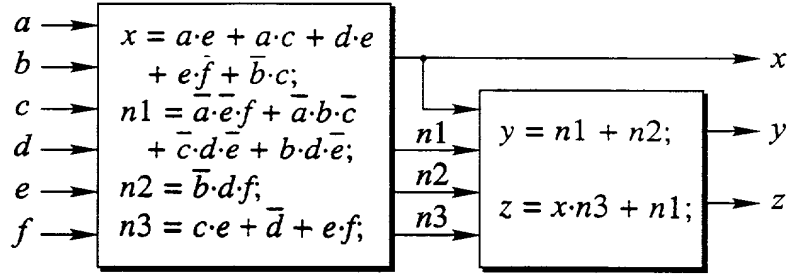 a
b
c
d
e
f
x = a·e + a·c + d·e
+ e·f̄ + b̄·c;
n1 = ā·ē·f + ā·b·c̄
+ c̄·d·ē + b·d·ē;
n2 = b̄·d·f;
n3 = c·e + d̄ + e·f;
n1
n2
n3
y = n1 + n2;
z = x·n3 + n1;
x
y
z